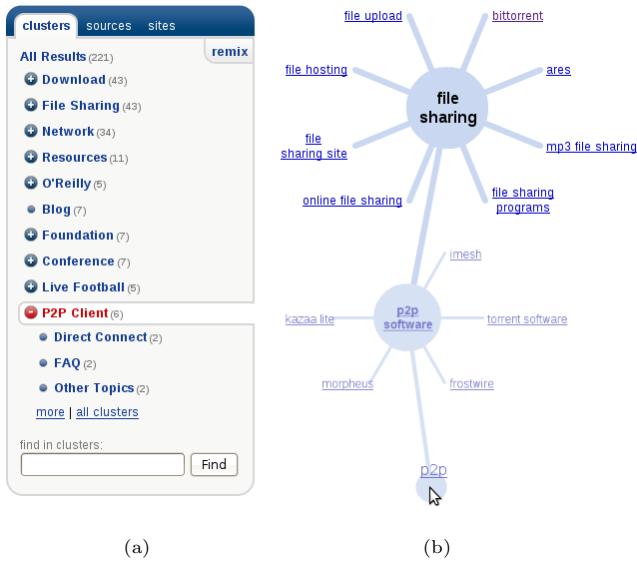 clusters sources sites
remix
All Results (221)
Download (43)
File Sharing (43)
Network (34)
Resources (11)
O'Reilly (5)
Blog (7)
Foundation (7)
Conference (7)
Live Football (5)
P2P Client (6)
Direct Connect (2)
FAQ (2)
Other Topics (2)
more | all clusters
find in clusters:
Find
(a)
file upload
bittorrent
file hosting
ares
file
sharing
file
sharing site
mp3 file sharing
online file sharing
file sharing
programs
imesh
kazaa lite
p2p
software
torrent software
morpheus
frostwire
p2p
(b)